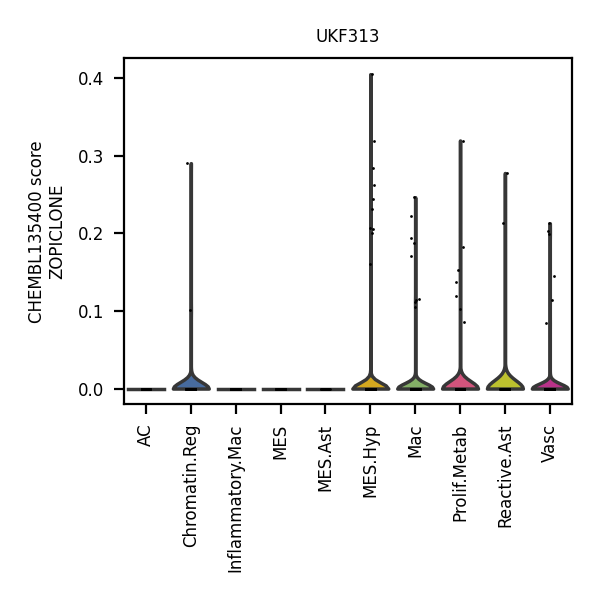 UKF313
CHEMBL135400 score
ZOPICLONE
0.4
0.3
0.2
0.1
0.0
AC
Chromatin.Reg
Inflammatory.Mac
MES
MES.Ast
MES.Hyp
Mac
Prolif.Metab
Reactive.Ast
Vasc